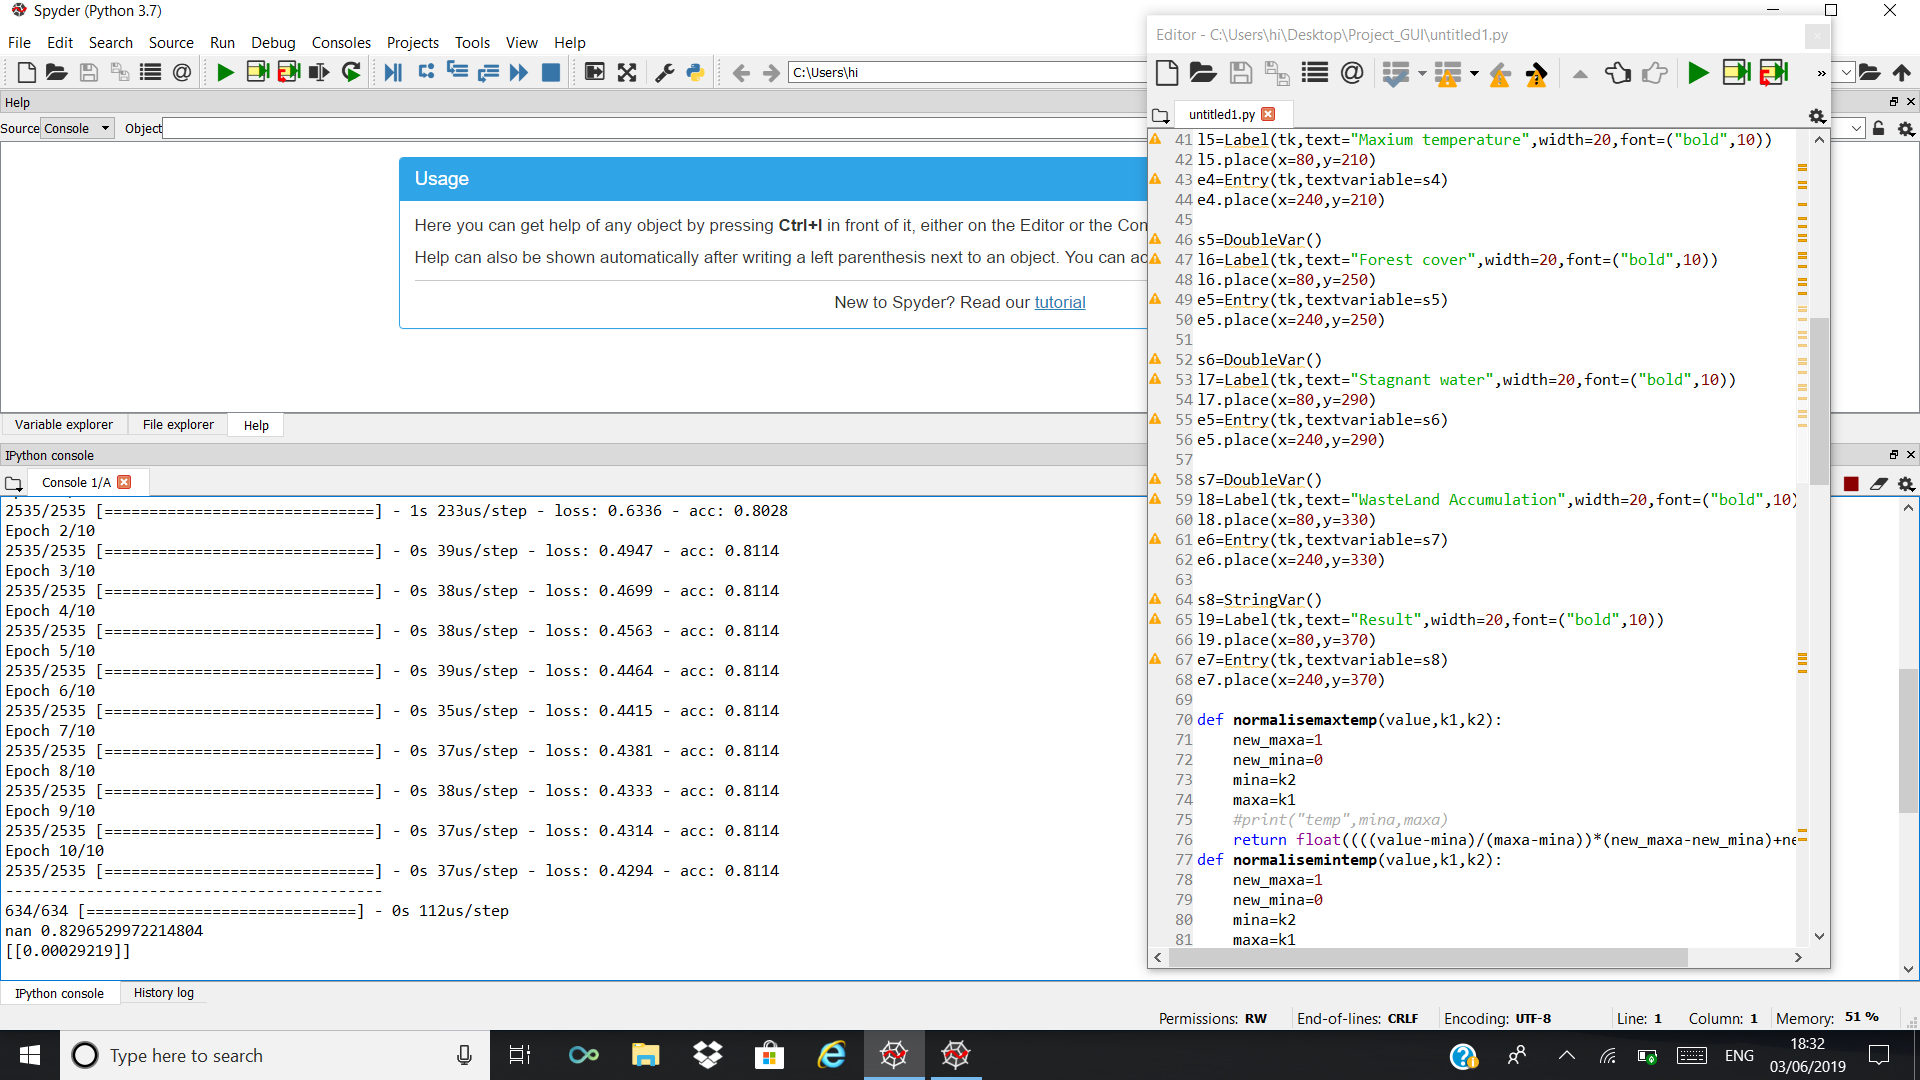 Spyder (Python 3.7)
File Edit Search Source Run Debug Consoles Projects Tools View Help
C:\Users\hi
Help
Source Console Object
Usage
Here you can get help of any object by pressing Ctrl+I in front of it, either on the Editor or the Con
Help can also be shown automatically after writing a left parenthesis next to an object. You can ac
New to Spyder? Read our tutorial
Variable explorer File explorer Help
IPython console
Console 1/A
2535/2535 [==============================] - 1s 233us/step - loss: 0.6336 - acc: 0.8028
Epoch 2/10
2535/2535 [==============================] - 0s 39us/step - loss: 0.4947 - acc: 0.8114
Epoch 3/10
2535/2535 [==============================] - 0s 38us/step - loss: 0.4699 - acc: 0.8114
Epoch 4/10
2535/2535 [==============================] - 0s 38us/step - loss: 0.4563 - acc: 0.8114
Epoch 5/10
2535/2535 [==============================] - 0s 39us/step - loss: 0.4464 - acc: 0.8114
Epoch 6/10
2535/2535 [==============================] - 0s 35us/step - loss: 0.4415 - acc: 0.8114
Epoch 7/10
2535/2535 [==============================] - 0s 37us/step - loss: 0.4381 - acc: 0.8114
Epoch 8/10
2535/2535 [==============================] - 0s 38us/step - loss: 0.4333 - acc: 0.8114
Epoch 9/10
2535/2535 [==============================] - 0s 37us/step - loss: 0.4314 - acc: 0.8114
Epoch 10/10
2535/2535 [==============================] - 0s 37us/step - loss: 0.4294 - acc: 0.8114
------------------------------------------
634/634 [==============================] - 0s 112us/step
nan 0.8296529972214804
[[0.00029219]]
IPython console History log
Editor - C:\Users\hi\Desktop\Project_GUI\untitled1.py
untitled1.py
41 l5=Label(tk,text="Maxium temperature",width=20,font=("bold",10))
42 l5.place(x=80,y=210)
43 e4=Entry(tk,textvariable=s4)
44 e4.place(x=240,y=210)
45
46 s5=DoubleVar()
47 l6=Label(tk,text="Forest cover",width=20,font=("bold",10))
48 l6.place(x=80,y=250)
49 e5=Entry(tk,textvariable=s5)
50 e5.place(x=240,y=250)
51
52 s6=DoubleVar()
53 l7=Label(tk,text="Stagnant water",width=20,font=("bold",10))
54 l7.place(x=80,y=290)
55 e5=Entry(tk,textvariable=s6)
56 e5.place(x=240,y=290)
57
58 s7=DoubleVar()
59 l8=Label(tk,text="WasteLand Accumulation",width=20,font=("bold",10)
60 l8.place(x=80,y=330)
61 e6=Entry(tk,textvariable=s7)
62 e6.place(x=240,y=330)
63
64 s8=StringVar()
65 l9=Label(tk,text="Result",width=20,font=("bold",10))
66 l9.place(x=80,y=370)
67 e7=Entry(tk,textvariable=s8)
68 e7.place(x=240,y=370)
69
70 def normalisemaxtemp(value,k1,k2):
71 new_maxa=1
72 new_mina=0
73 mina=k2
74 maxa=k1
75 #print("temp",mina,maxa)
76 return float((((value-mina)/(maxa-mina))*(new_maxa-new_mina)+ne
77 def normalisemintemp(value,k1,k2):
78 new_maxa=1
79 new_mina=0
80 mina=k2
81 maxa=k1
Permissions: RW End-of-lines: CRLF Encoding: UTF-8 Line: 1 Column: 1 Memory: 51 %
Type here to search
ENG
18:32
03/06/2019